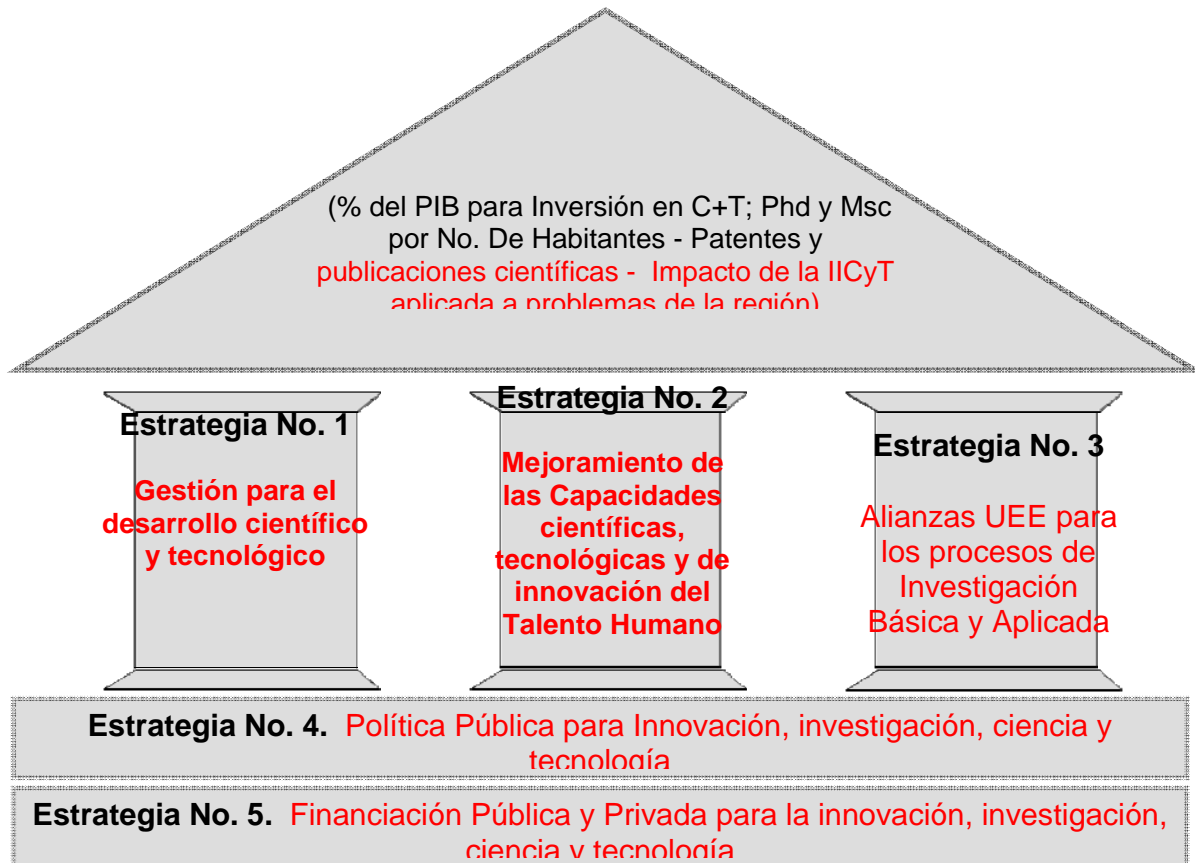 (% del PIB para Inversión en C+T; Phd y Msc
por No. De Habitantes - Patentes y
publicaciones científicas - Impacto de la IICyT
aplicada a problemas de la región)
Estrategia No. 1
Gestión para el
desarrollo científico
y tecnológico
Estrategia No. 2
Mejoramiento de
las Capacidades
científicas,
tecnológicas y de
innovación del
Talento Humano
Estrategia No. 3
Alianzas UEE para
los procesos de
Investigación
Básica y Aplicada
Estrategia No. 4. Política Pública para Innovación, investigación, ciencia y
tecnología
Estrategia No. 5. Financiación Pública y Privada para la innovación, investigación,
ciencia y tecnología